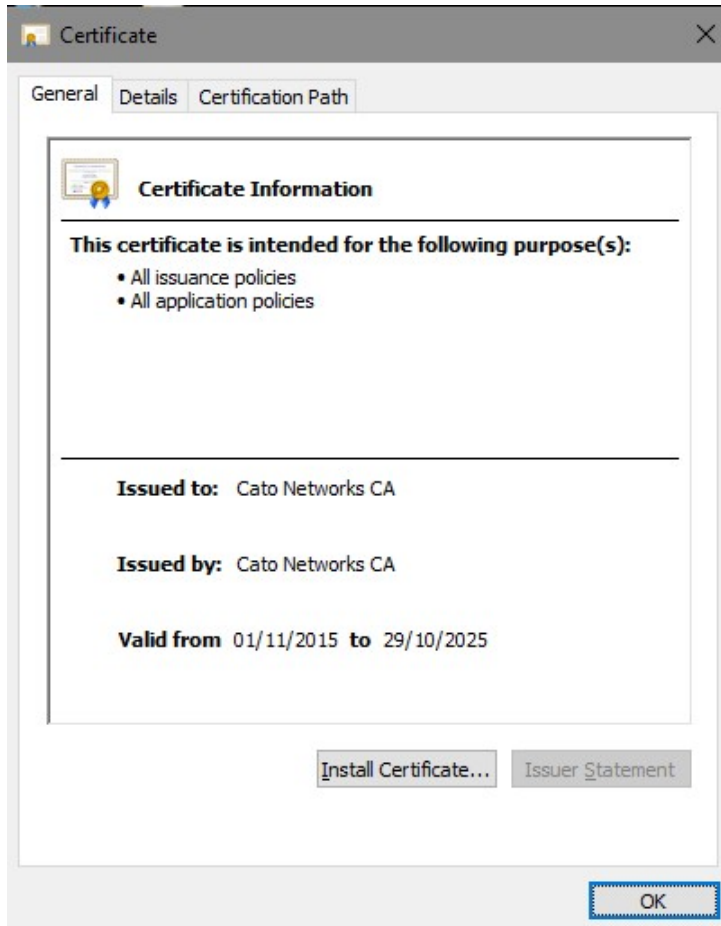 Certificate
General Details Certification Path
Certificate Information
This certificate is intended for the following purpose(s):
• All issuance policies
• All application policies
Issued to: Cato Networks CA
Issued by: Cato Networks CA
Valid from 01/11/2015 to 29/10/2025
Install Certificate... Issuer Statement
OK